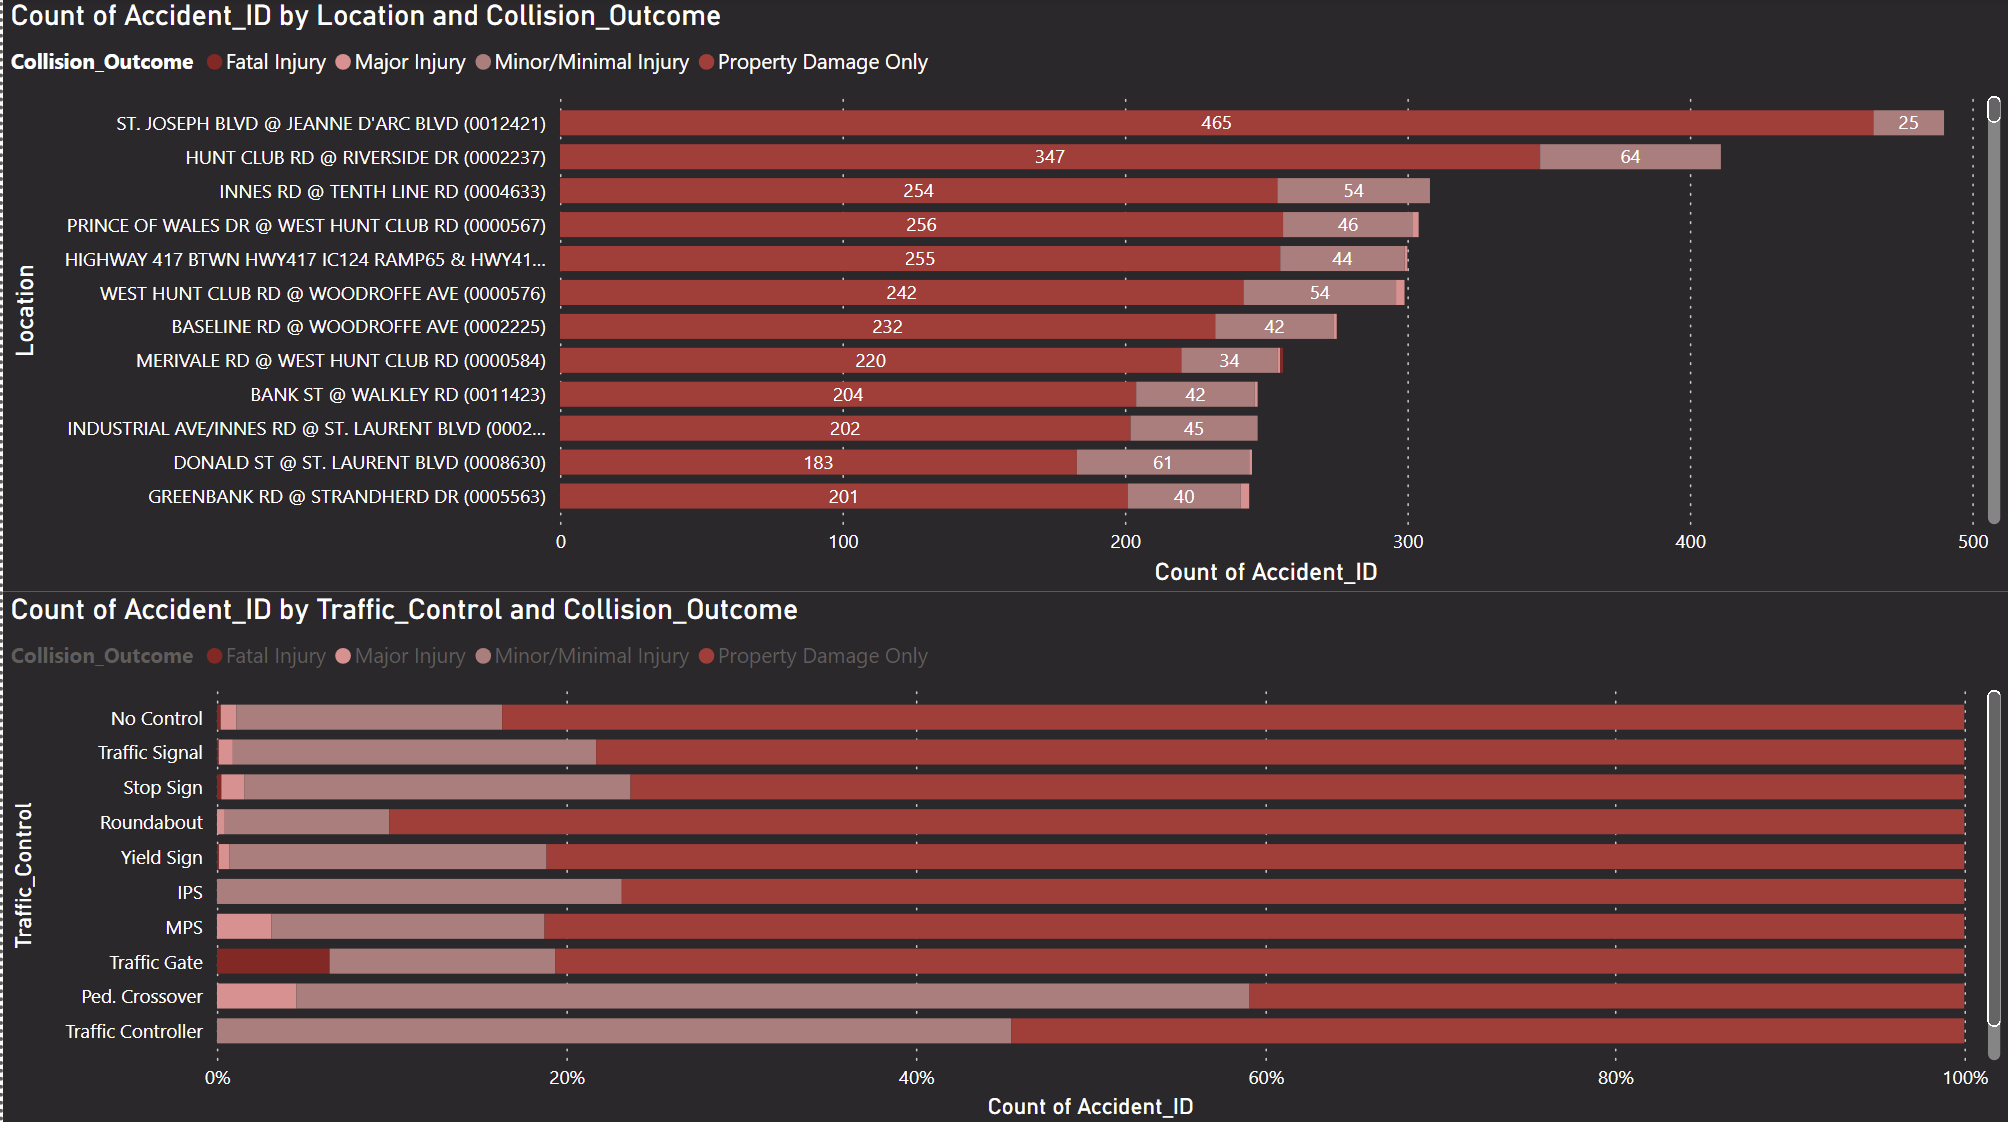 Count of Accident_ID by Location and Collision_Outcome
Collision_Outcome Fatal Injury Major Injury Minor/Minimal Injury Property Damage Only
Location
ST. JOSEPH BLVD @ JEANNE D'ARC BLVD (0012421) 465 25
HUNT CLUB RD @ RIVERSIDE DR (0002237) 347 64
INNES RD @ TENTH LINE RD (0004633) 254 54
PRINCE OF WALES DR @ WEST HUNT CLUB RD (0000567) 256 46
HIGHWAY 417 BTWN HWY417 IC124 RAMP65 & HWY41... 255 44
WEST HUNT CLUB RD @ WOODROFFE AVE (0000576) 242 54
BASELINE RD @ WOODROFFE AVE (0002225) 232 42
MERIVALE RD @ WEST HUNT CLUB RD (0000584) 220 34
BANK ST @ WALKLEY RD (0011423) 204 42
INDUSTRIAL AVE/INNES RD @ ST. LAURENT BLVD (0002... 202 45
DONALD ST @ ST. LAURENT BLVD (0008630) 183 61
GREENBANK RD @ STRANDHERD DR (0005563) 201 40
0 100 200 300 400 500
Count of Accident_ID
Count of Accident_ID by Traffic_Control and Collision_Outcome
Collision_Outcome Fatal Injury Major Injury Minor/Minimal Injury Property Damage Only
Traffic_Control
No Control
Traffic Signal
Stop Sign
Roundabout
Yield Sign
IPS
MPS
Traffic Gate
Ped. Crossover
Traffic Controller
0% 20% 40% 60% 80% 100%
Count of Accident_ID